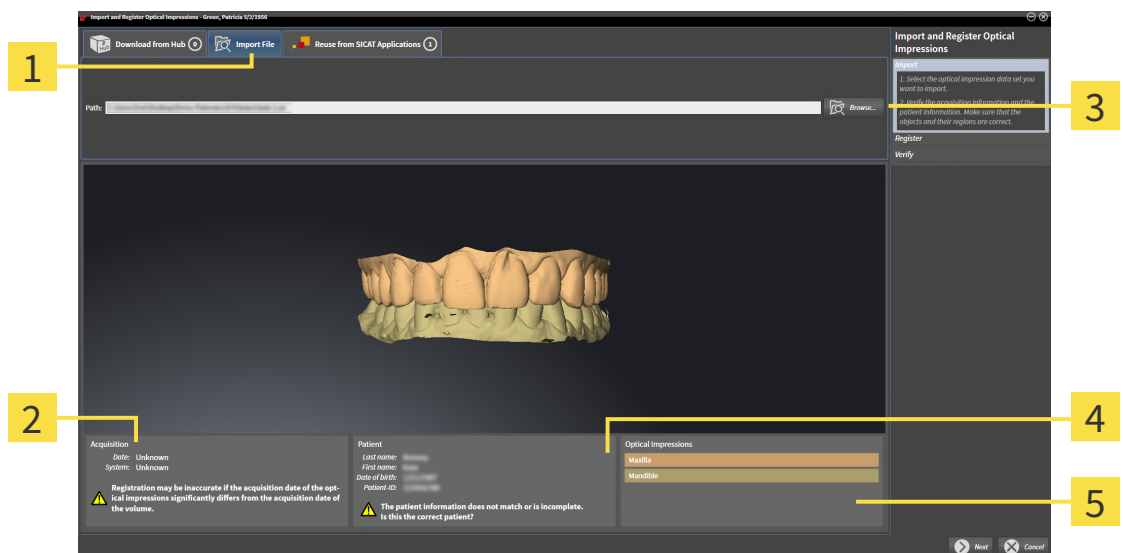 Import and Register Optical Impressions - Green, Patricia 5/2/1956
Download from Hub 0
Import File
Reuse from SICAT Applications 1
Path:
Browse...
Import and Register Optical
Impressions
Import
1. Select the optical impression data set you
want to import.
2. Verify the acquisition information and the
patient information. Make sure that the
objects and their regions are correct.
Register
Verify
Acquisition
Date: Unknown
System: Unknown
Registration may be inaccurate if the acquisition date of the opt-
ical impressions significantly differs from the acquisition date of
the volume.
Patient
Last name:
First name:
Date of birth:
Patient-ID:
The patient information does not match or is incomplete.
Is this the correct patient?
Optical Impressions
Maxilla
Mandible
Next
Cancel
1
2
3
4
5
HUB